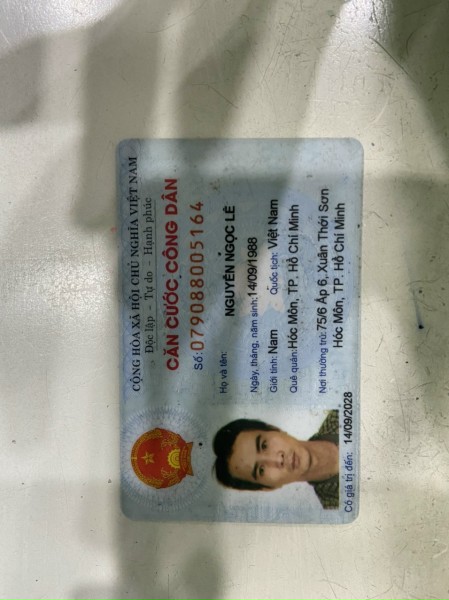 CỘNG HÒA XÃ HỘI CHỦ NGHĨA VIỆT NAM
Độc lập - Tự do - Hạnh phúc
CĂN CƯỚC CÔNG DÂN
Số: 079088005164
Họ và tên:
NGUYỄN NGỌC LÊ
Ngày, tháng, năm sinh: 14/09/1988
Giới tính: Nam Quốc tịch: Việt Nam
Quê quán: Hóc Môn, TP. Hồ Chí Minh
Nơi thường trú: 75/6 Ấp 6, Xuân Thới Sơn
Hóc Môn, TP. Hồ Chí Minh
Có giá trị đến: 14/09/2028